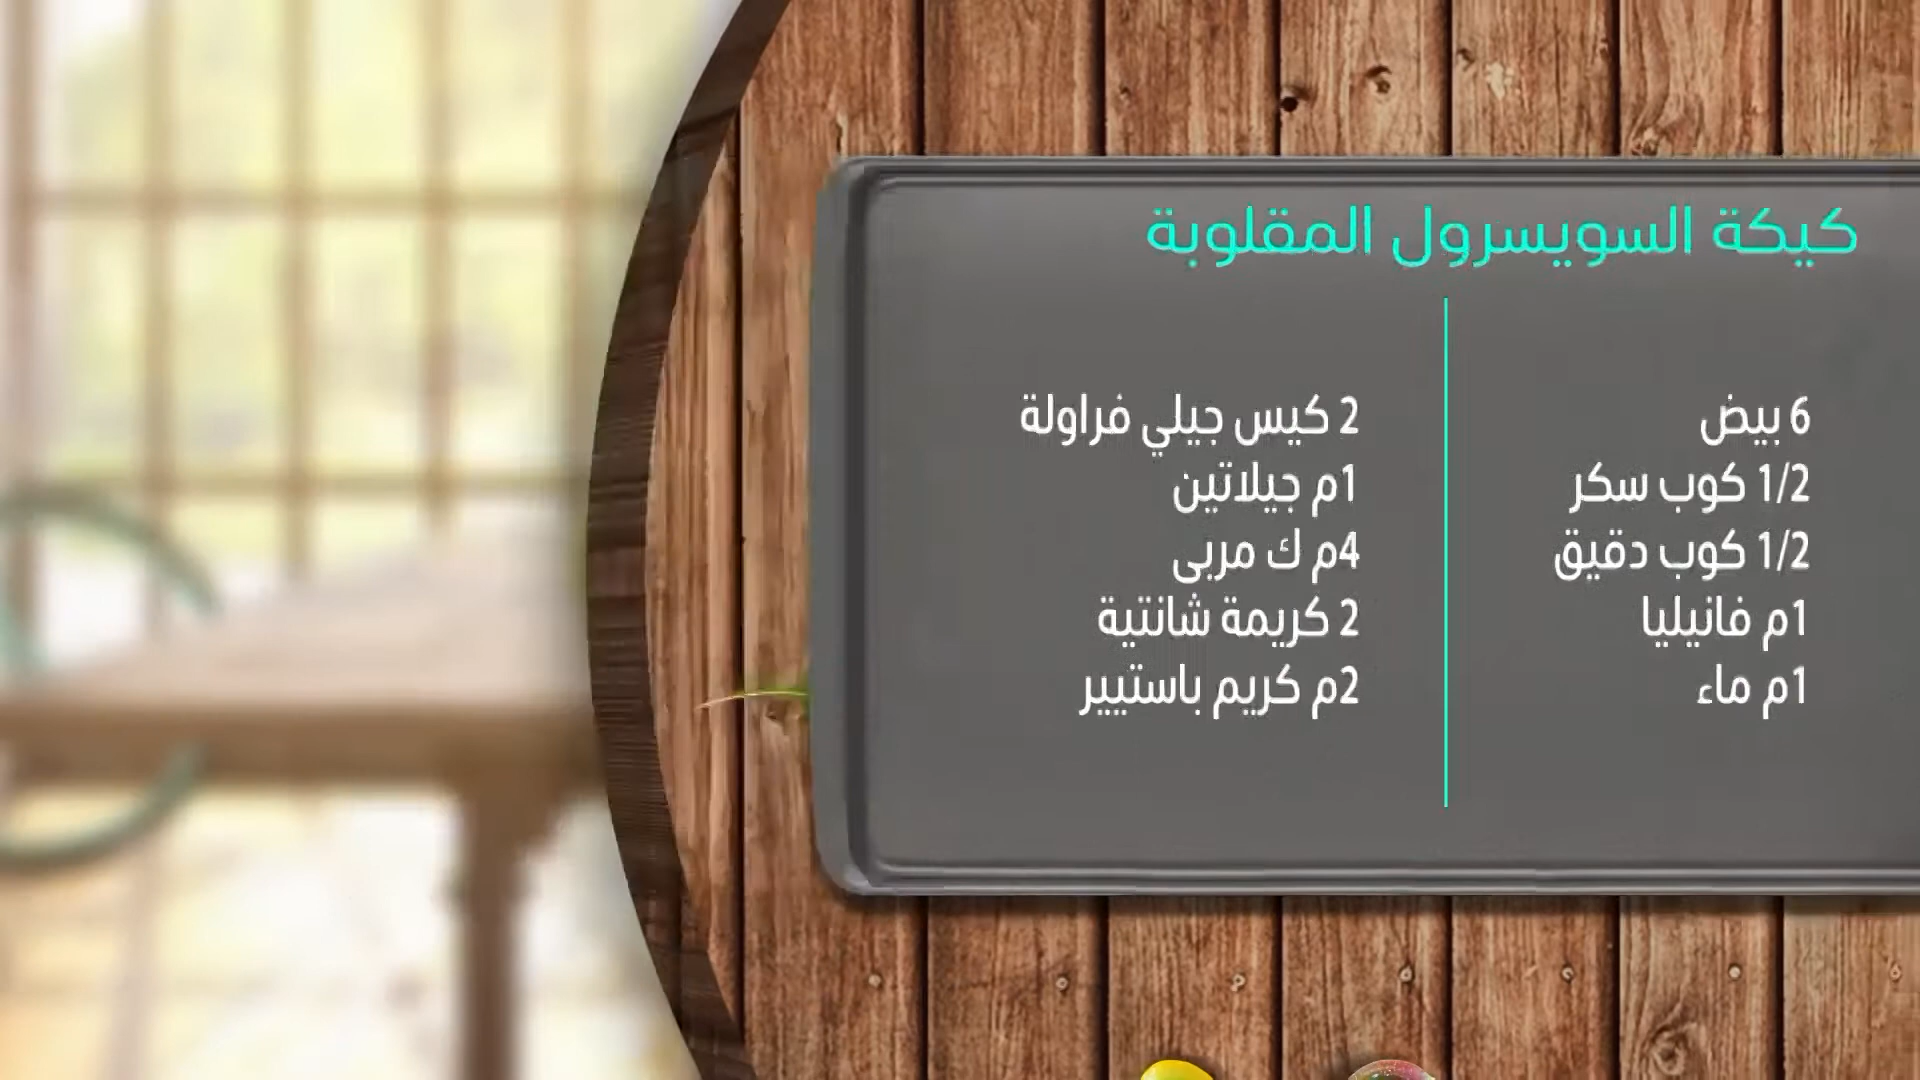 كيكة السويسرول المقلوبة
6 بيض
1/2 كوب سكر
1/2 كوب دقيق
1م فانيليا
1م ماء
2 كيس جيلي فراولة
1م جيلاتين
4م ك مربى
2 كريمة شانتية
2م كريم باستيير